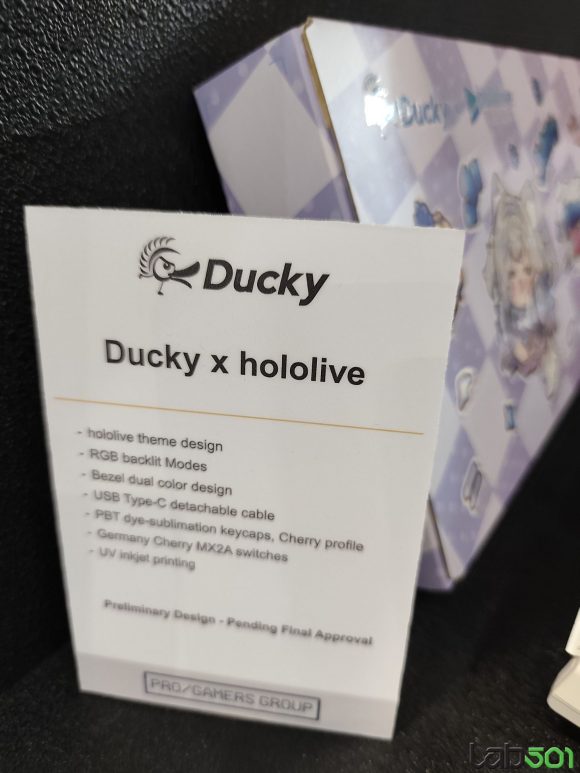 Ducky
Ducky
Ducky x hololive
- hololive theme design
- RGB backlit Modes
- Bezel dual color design
- USB Type-C detachable cable
- PBT dye-sublimation keycaps, Cherry profile
- Germany Cherry MX2A switches
- UV inkjet printing
Preliminary Design - Pending Final Approval
PRO/GAMERS GROUP
lab501